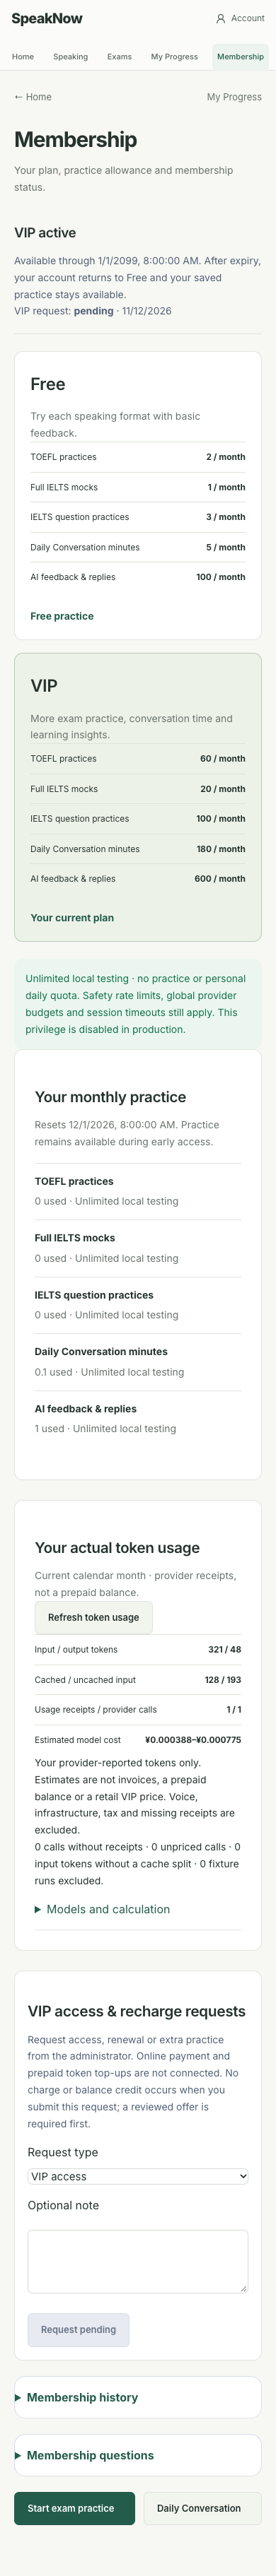 SpeakNow
Account
Home
Speaking
Exams
My Progress
Membership
← Home
My Progress
Membership
Your plan, practice allowance and membership
status.
VIP active
Available through 1/1/2099, 8:00:00 AM. After expiry,
your account returns to Free and your saved
practice stays available.
VIP request: pending · 11/12/2026
Free
Try each speaking format with basic
feedback.
TOEFL practices 2 / month
Full IELTS mocks 1 / month
IELTS question practices 3 / month
Daily Conversation minutes 5 / month
AI feedback & replies 100 / month
Free practice
VIP
More exam practice, conversation time and
learning insights.
TOEFL practices 60 / month
Full IELTS mocks 20 / month
IELTS question practices 100 / month
Daily Conversation minutes 180 / month
AI feedback & replies 600 / month
Your current plan
Unlimited local testing · no practice or personal
daily quota. Safety rate limits, global provider
budgets and session timeouts still apply. This
privilege is disabled in production.
Your monthly practice
Resets 12/1/2026, 8:00:00 AM. Practice
remains available during early access.
TOEFL practices
0 used · Unlimited local testing
Full IELTS mocks
0 used · Unlimited local testing
IELTS question practices
0 used · Unlimited local testing
Daily Conversation minutes
0.1 used · Unlimited local testing
AI feedback & replies
1 used · Unlimited local testing
Your actual token usage
Current calendar month · provider receipts,
not a prepaid balance.
Refresh token usage
Input / output tokens 321 / 48
Cached / uncached input 128 / 193
Usage receipts / provider calls 1 / 1
Estimated model cost ¥0.000388–¥0.000775
Your provider-reported tokens only.
Estimates are not invoices, a prepaid
balance or a retail VIP price. Voice,
infrastructure, tax and missing receipts are
excluded.
0 calls without receipts · 0 unpriced calls · 0
input tokens without a cache split · 0 fixture
runs excluded.
Models and calculation
VIP access & recharge requests
Request access, renewal or extra practice
from the administrator. Online payment and
prepaid token top-ups are not connected. No
charge or balance credit occurs when you
submit this request; a reviewed offer is
required first.
Request type
VIP access
Optional note
Request pending
Membership history
Membership questions
Start exam practice
Daily Conversation